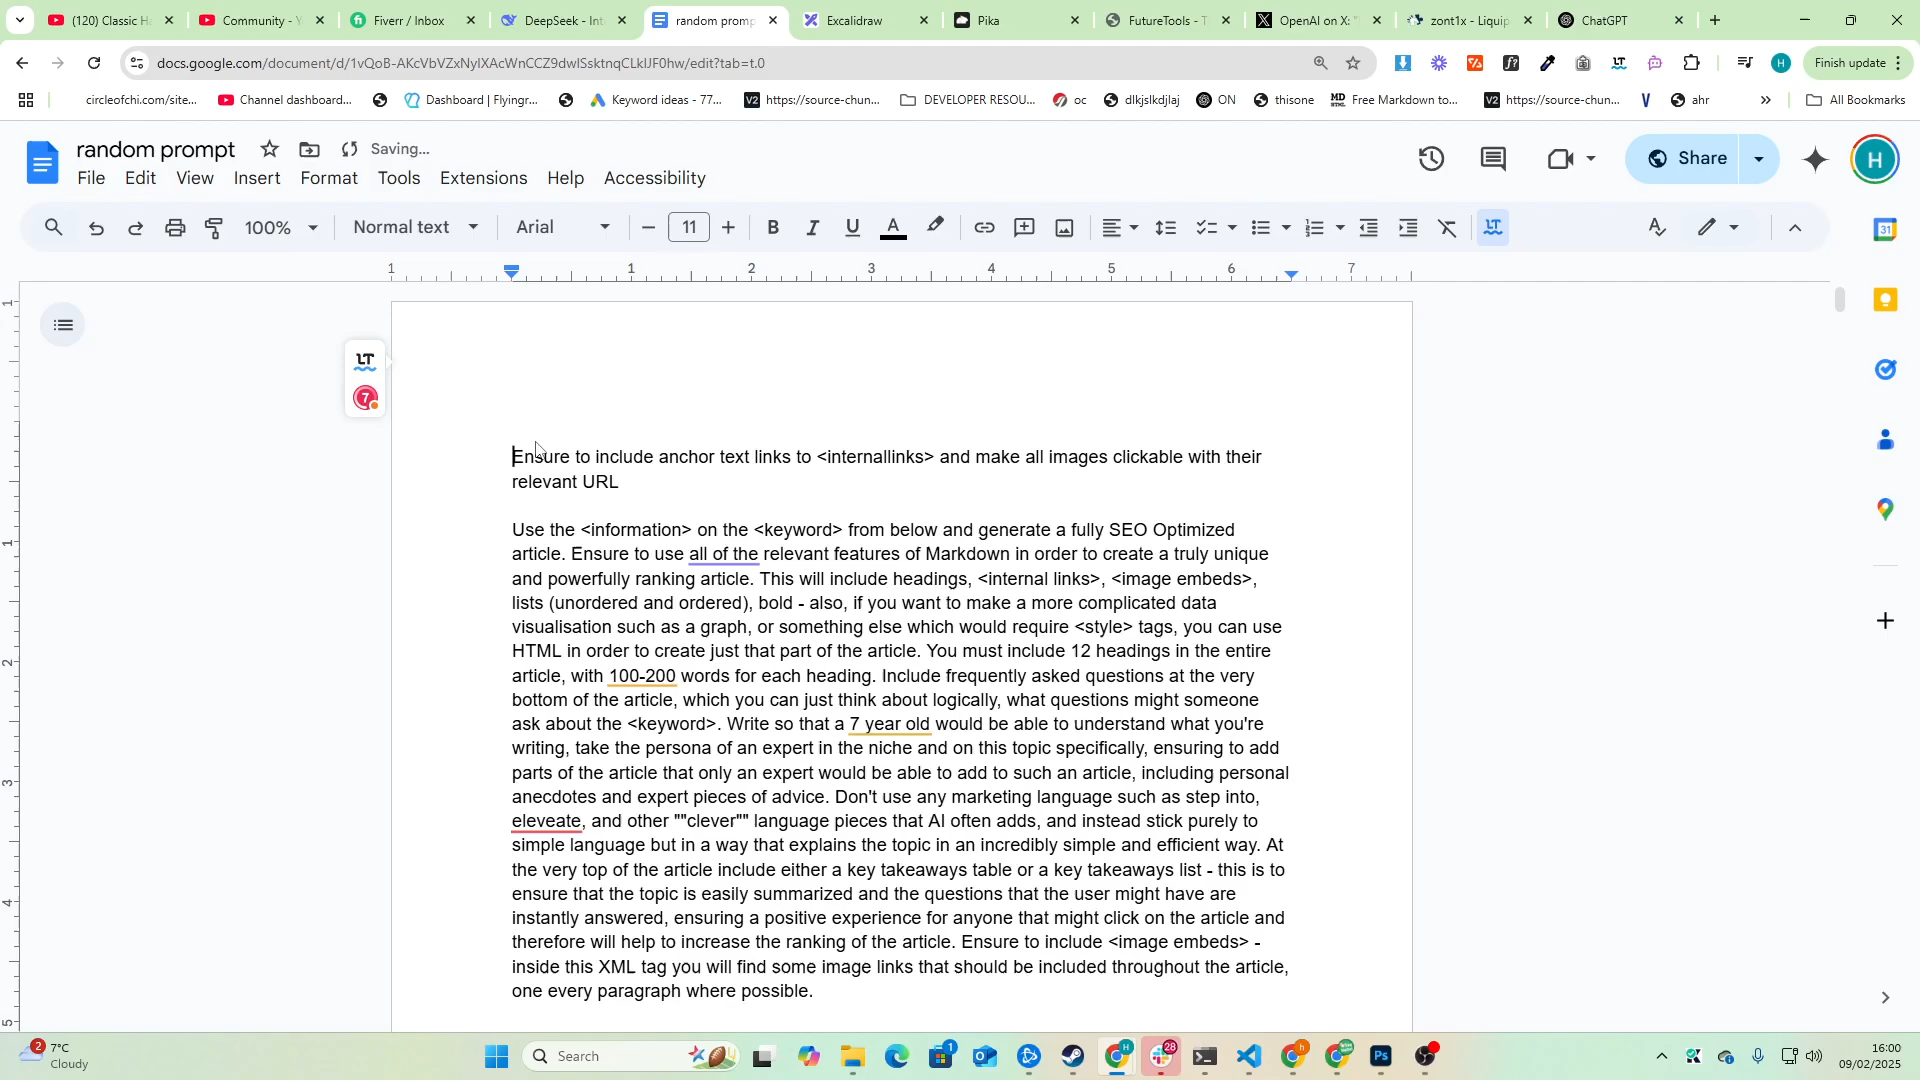 (120) Classic H
Community - Y
Fiverr / Inbox
DeepSeek - Int
random promp
Excalidraw
Pika
FutureTools - T
OpenAI on X: "
zont1x - Liquip
ChatGPT
docs.google.com/document/d/1vQoB-AKcVbVZxNylXAcWnCCZ9dwlSsktnqCLklJF0hw/edit?tab=t.0
Finish update
circleofchi.com/site...
Channel dashboard...
Dashboard | Flyingr...
Keyword ideas - 77...
https://source-chun...
DEVELOPER RESOU...
oc
dlkjslkdjlaj
ON
thisone
Free Markdown to...
https://source-chun...
ahr
All Bookmarks
random prompt
Saving...
File Edit View Insert Format Tools Extensions Help Accessibility
Share
H
100%
Normal text
Arial
11
1 1 2 3 4 5 6 7
LT
7
Ensure to include anchor text links to <internallinks> and make all images clickable with their
relevant URL
Use the <information> on the <keyword> from below and generate a fully SEO Optimized
article. Ensure to use all of the relevant features of Markdown in order to create a truly unique
and powerfully ranking article. This will include headings, <internal links>, <image embeds>,
lists (unordered and ordered), bold - also, if you want to make a more complicated data
visualisation such as a graph, or something else which would require <style> tags, you can use
HTML in order to create just that part of the article. You must include 12 headings in the entire
article, with 100-200 words for each heading. Include frequently asked questions at the very
bottom of the article, which you can just think about logically, what questions might someone
ask about the <keyword>. Write so that a 7 year old would be able to understand what you're
writing, take the persona of an expert in the niche and on this topic specifically, ensuring to add
parts of the article that only an expert would be able to add to such an article, including personal
anecdotes and expert pieces of advice. Don't use any marketing language such as step into,
eleveate, and other ""clever"" language pieces that AI often adds, and instead stick purely to
simple language but in a way that explains the topic in an incredibly simple and efficient way. At
the very top of the article include either a key takeaways table or a key takeaways list - this is to
ensure that the topic is easily summarized and the questions that the user might have are
instantly answered, ensuring a positive experience for anyone that might click on the article and
therefore will help to increase the ranking of the article. Ensure to include <image embeds> -
inside this XML tag you will find some image links that should be included throughout the article,
one every paragraph where possible.
2
7°C
Cloudy
Search
28
16:00
09/02/2025